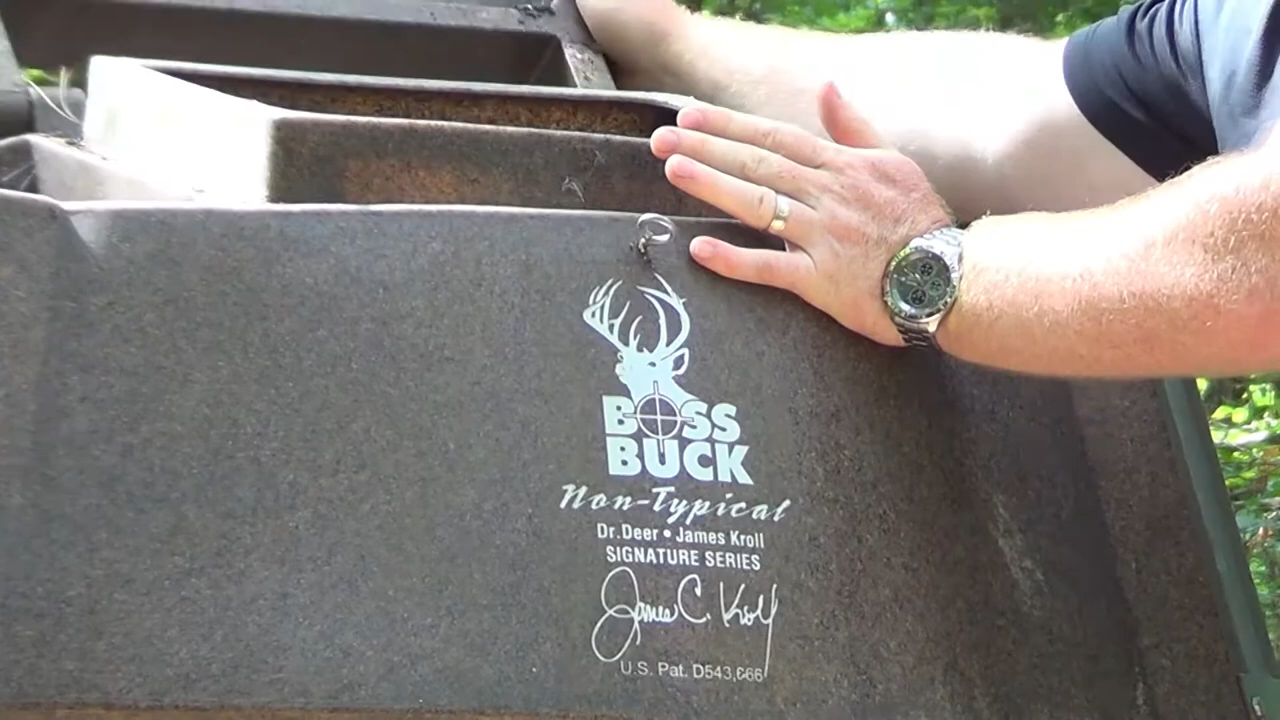 BOSS
BUCK
Non-Typical
Dr. Deer • James Kroll
SIGNATURE SERIES
James C. Kroll
U.S. Pat. D543,666